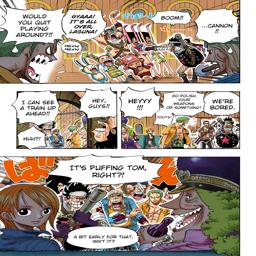 ...CANNON
!!
BOOM!!
GYAAA!
IT'S ALL
OVER,
LAGUNA!
WOULD
YOU QUIT
PLAYING
AROUND?!!
WE'RE
BORED.
GO POLISH
YOUR
WEAPONS
OR SOMETHING!
HEYYY
!!!
HEY,
GUYS!!
I CAN SEE A
TRAIN UP
AHEAD!!
HUH?!
IT'S PUFFING TOM,
RIGHT?!
A BIT EARLY FOR THAT,
ISN'T IT?